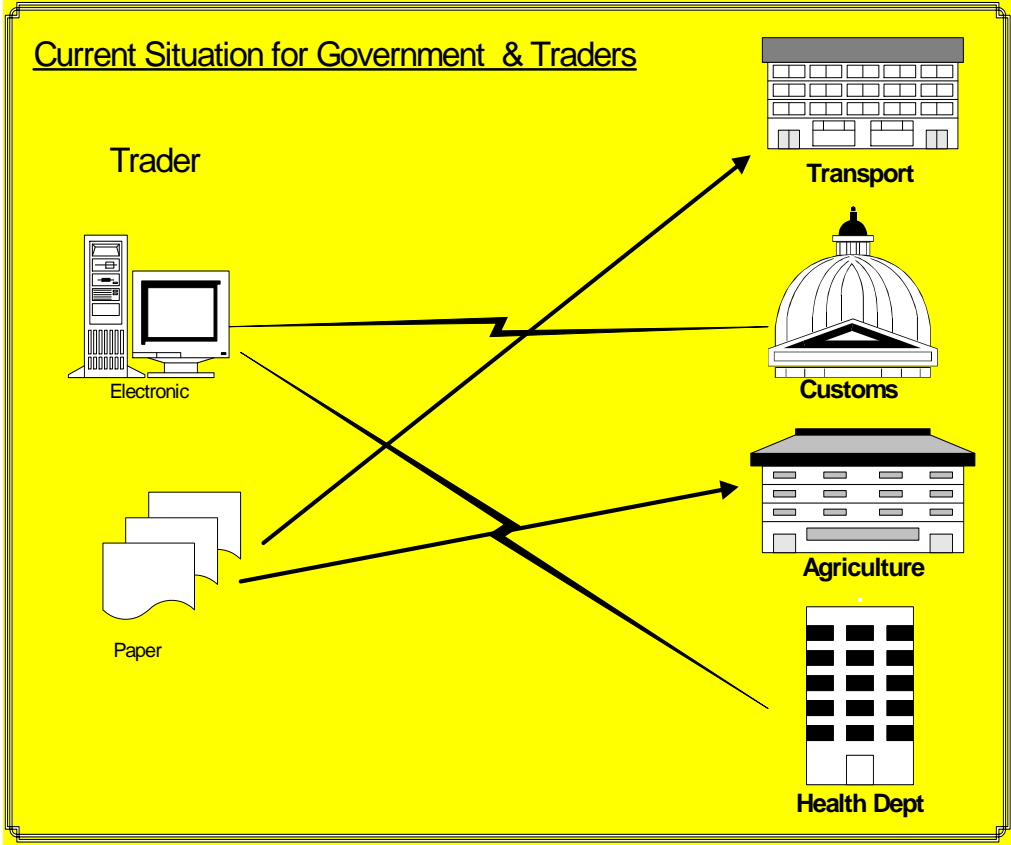 Current Situation for Government & Traders
Trader
Transport
Electronic
Customs
Agriculture
Paper
Health Dept